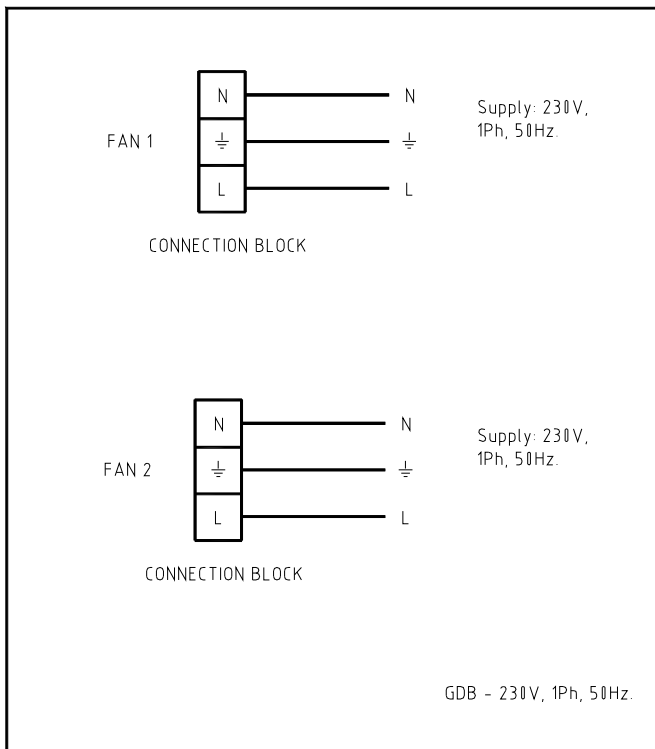 N N
Supply: 230V,
1Ph, 50Hz.
FAN 1 ⏚ ⏚
L L
CONNECTION BLOCK
N N
Supply: 230V,
1Ph, 50Hz.
FAN 2 ⏚ ⏚
L L
CONNECTION BLOCK
GDB - 230V, 1Ph, 50Hz.